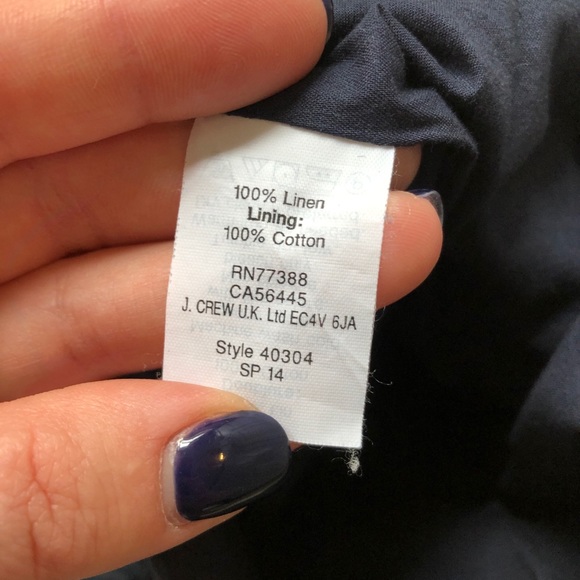 100% Linen
Lining:
100% Cotton
RN77388
CA56445
J. CREW U.K. Ltd EC4V 6JA
Style 40304
SP 14